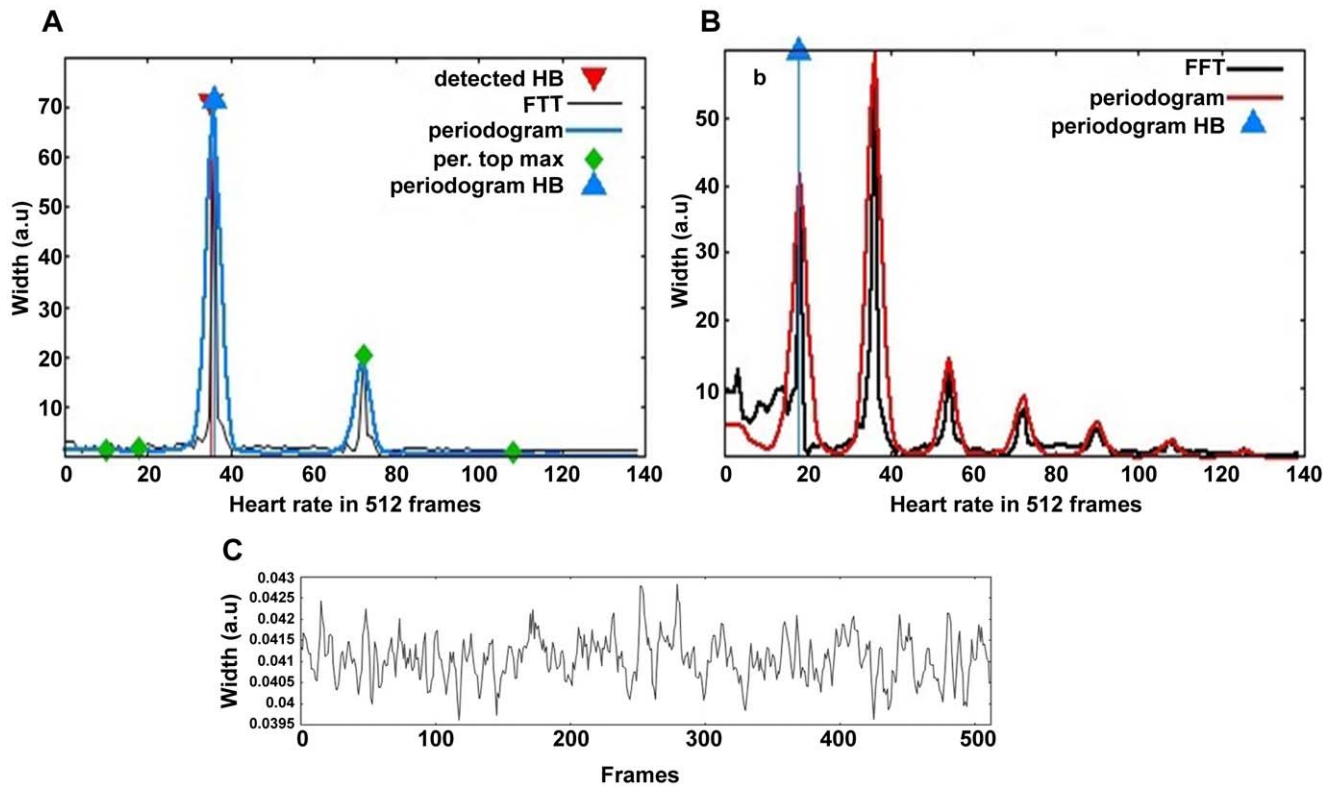 A
detected HB
FTT
periodogram
per. top max
periodogram HB
70
60
50
40
30
20
10
Width (a.u)
0 20 40 60 80 100 120 140
Heart rate in 512 frames
B
b
FFT
periodogram
periodogram HB
50
40
30
20
10
Width (a.u)
0 20 40 60 80 100 120 140
Heart rate in 512 frames
C
0.043
0.0425
0.042
0.0415
0.041
0.0405
0.04
0.0395
Width (a.u)
0 100 200 300 400 500
Frames